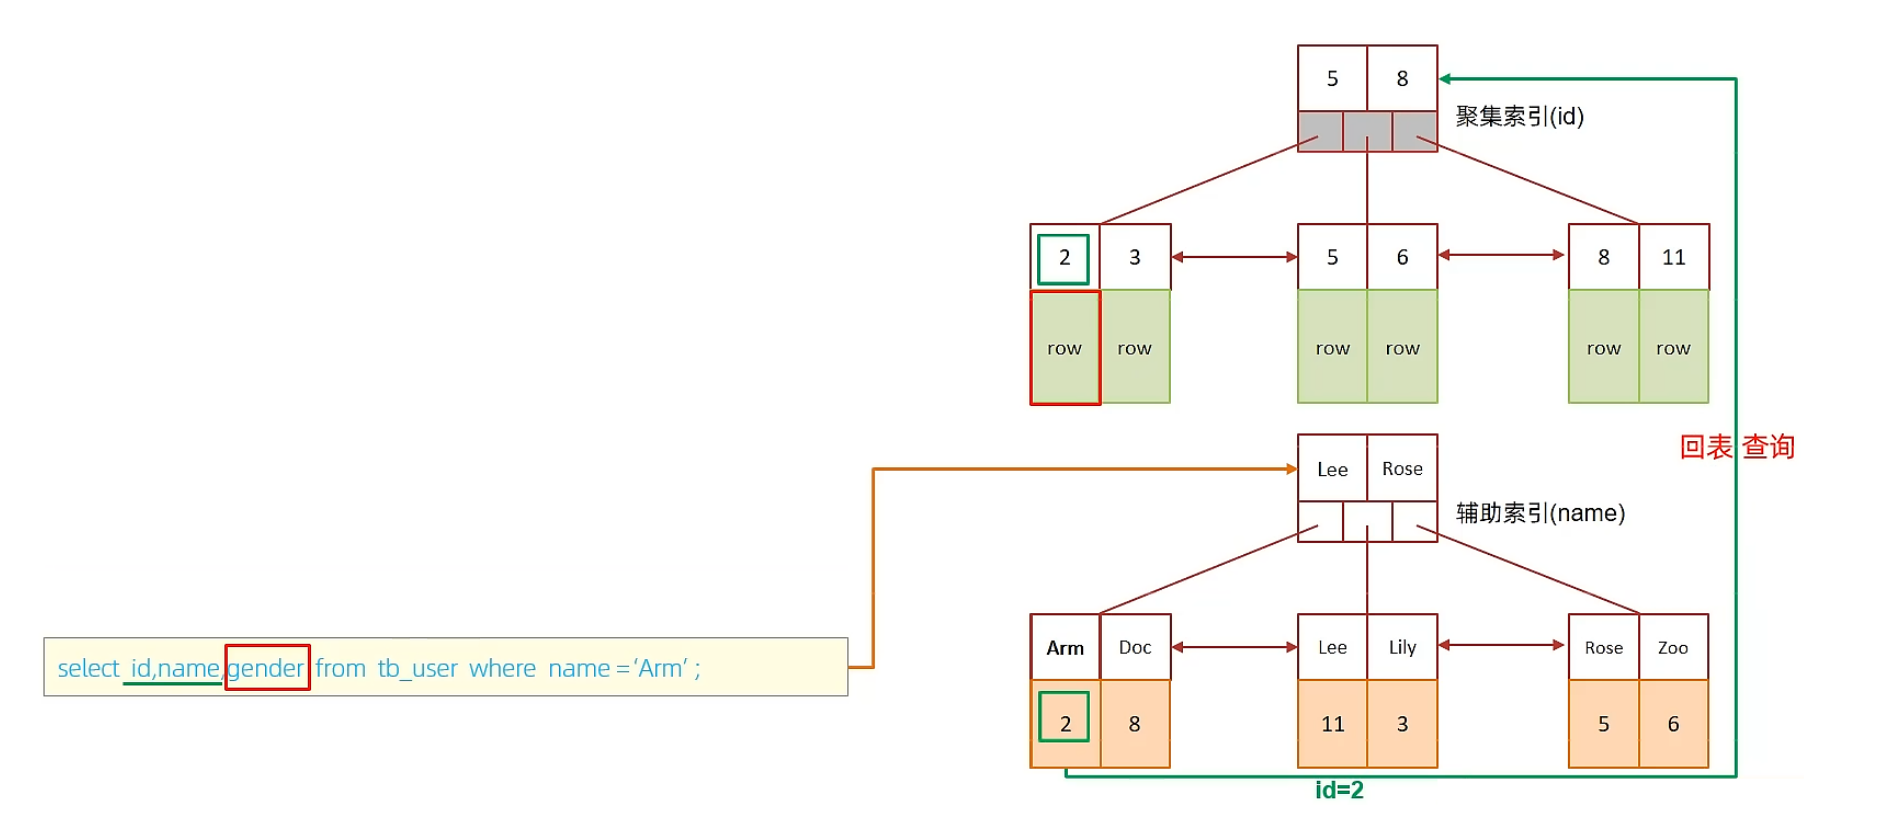 5 8
聚集索引(id)
2 3 5 6 8 11
row row row row row row
回表 查询
Lee Rose
辅助索引(name)
Arm Doc Lee Lily Rose Zoo
select id,name,gender from tb_user where name = ‘Arm’ ;
2 8 11 3 5 6
id=2